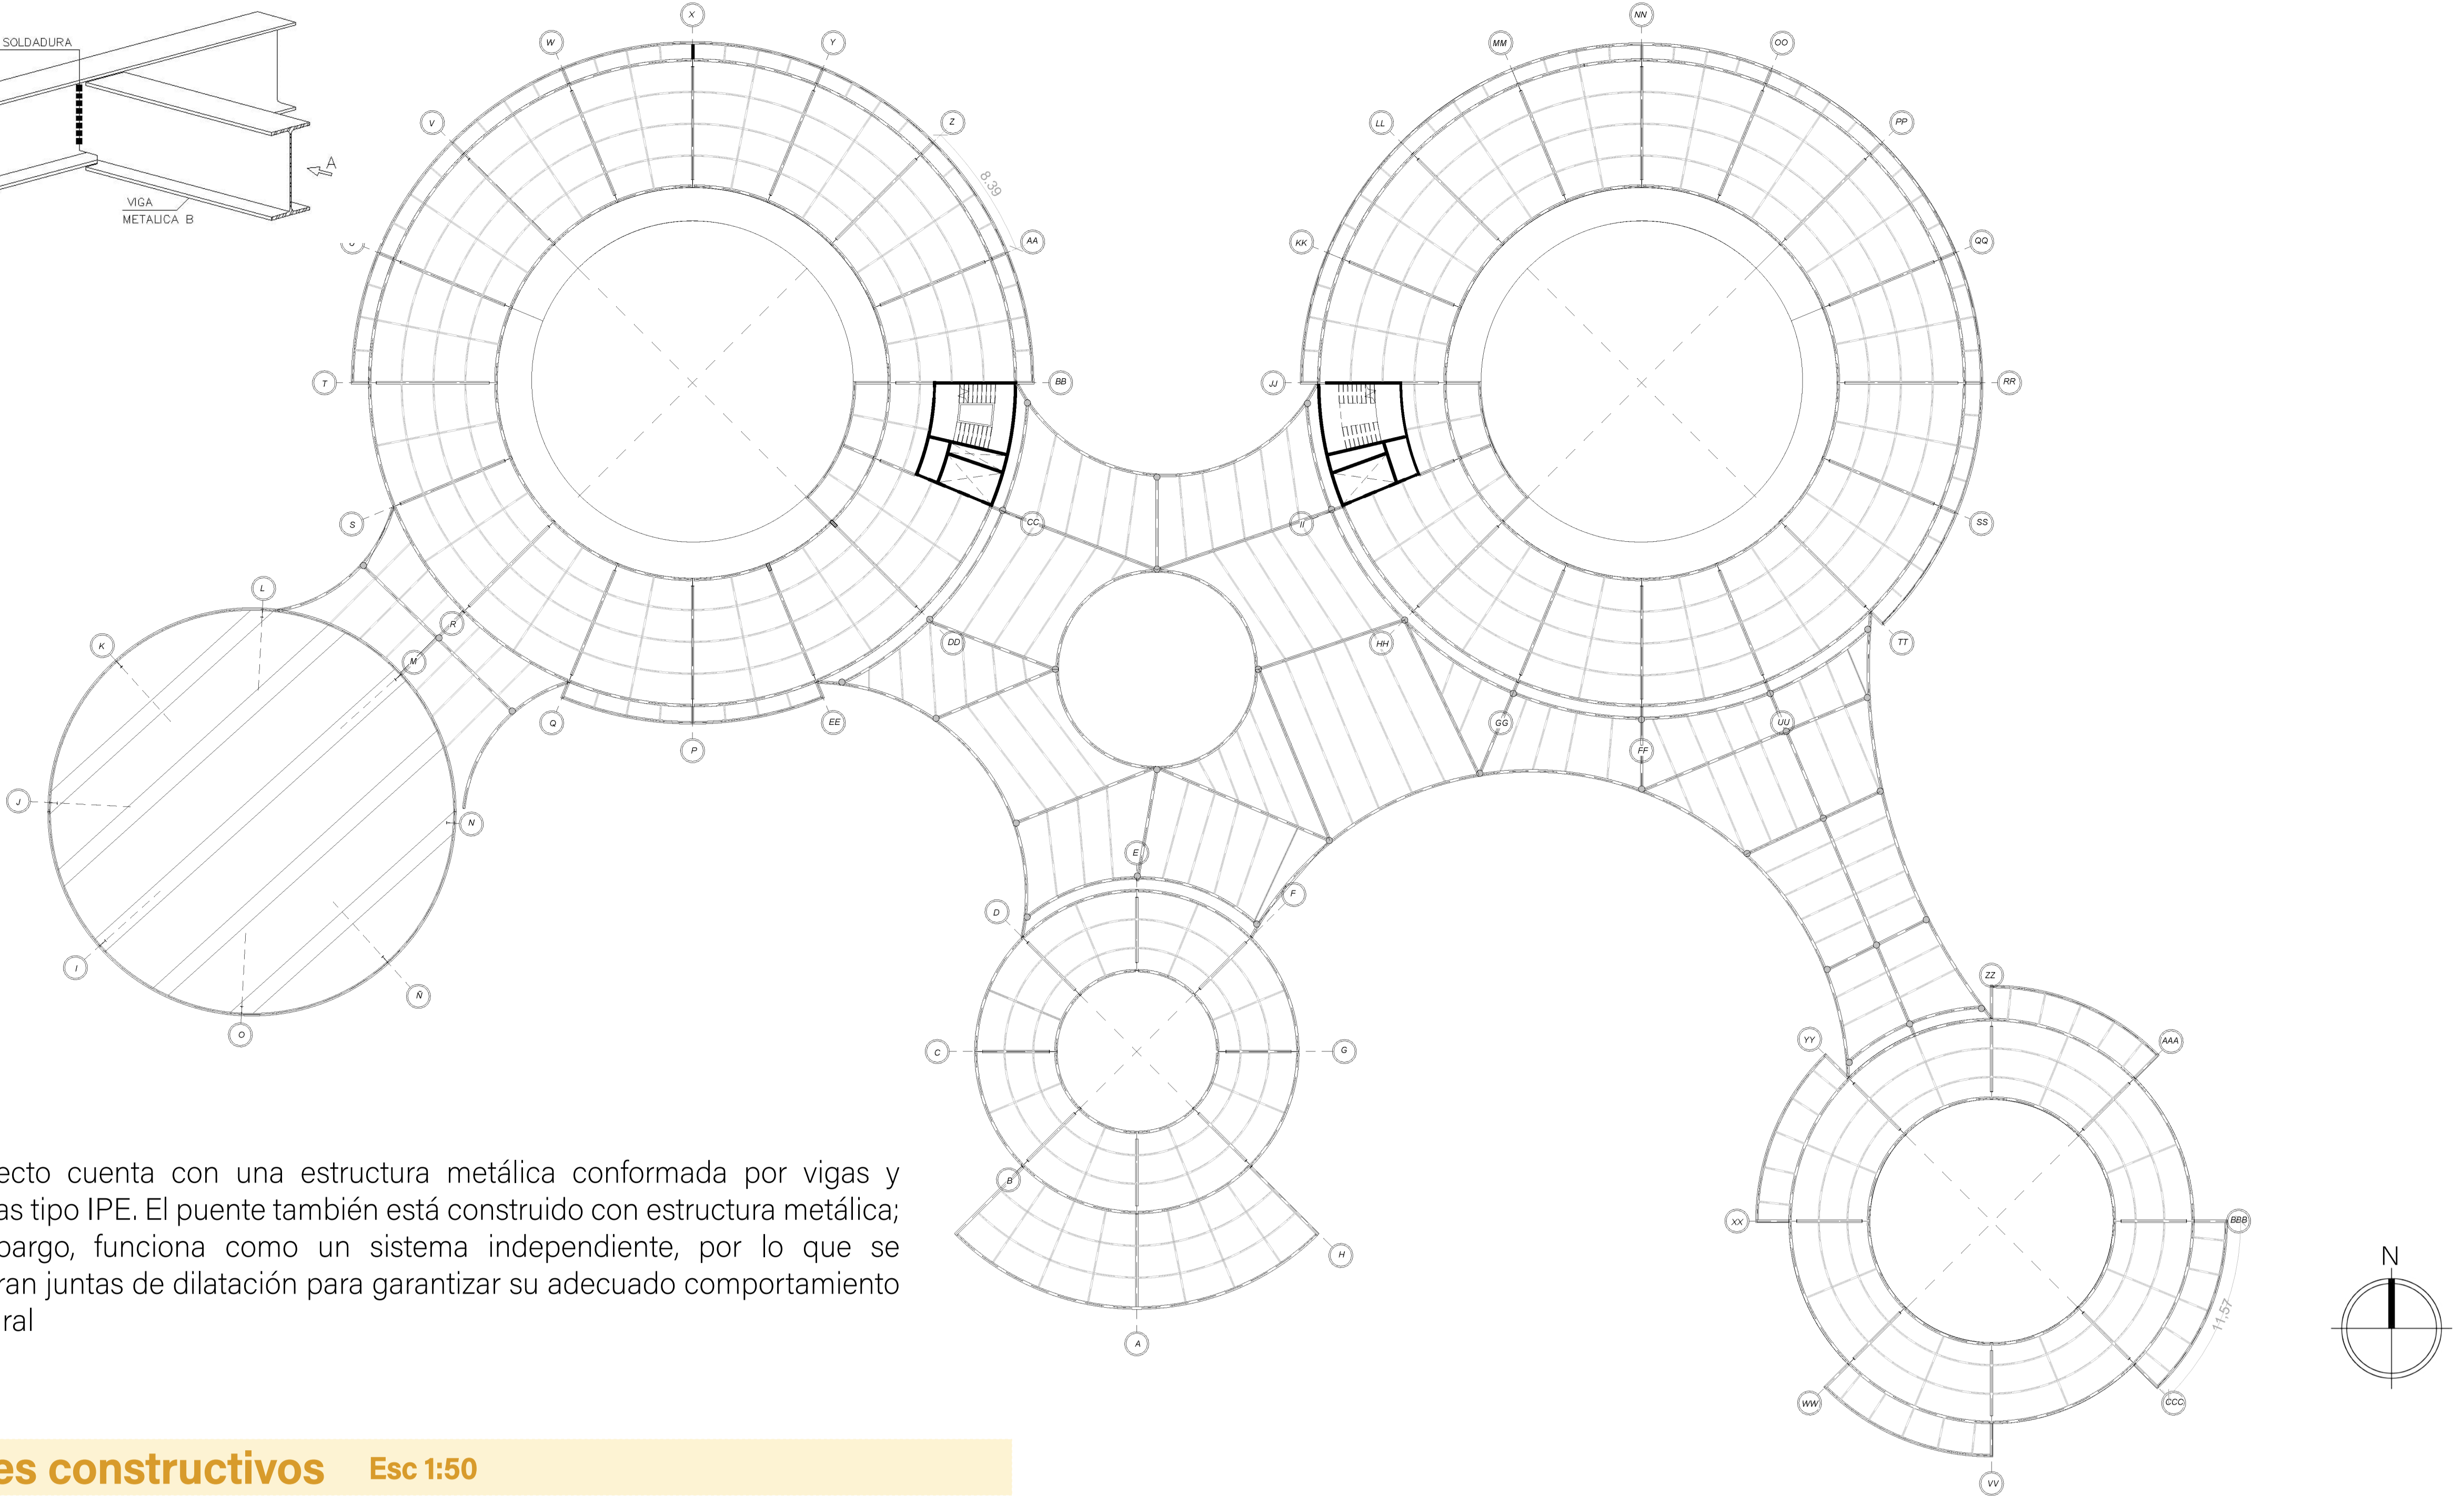 X
NN
SOLDADURA
W
Y
MM
OO
V
Z
LL
PP
A
8.39
VIGA
METALICA B
AA
KK
QQ
T
BB
JJ
RR
S
CC
II
SS
L
R
K
M
DD
HH
TT
Q
EE
GG
UU
P
FF
J
N
E
F
D
I
Ñ
ZZ
O
YY
AAA
C
G
ecto cuenta con una estructura metálica conformada por vigas y
B
as tipo IPE. El puente también está construido con estructura metálica;
XX
BBB
bargo, funciona como un sistema independiente, por lo que se
H
N
ran juntas de dilatación para garantizar su adecuado comportamiento
ral
11.57
A
WW
CCC
es constructivos Esc 1:50
VV